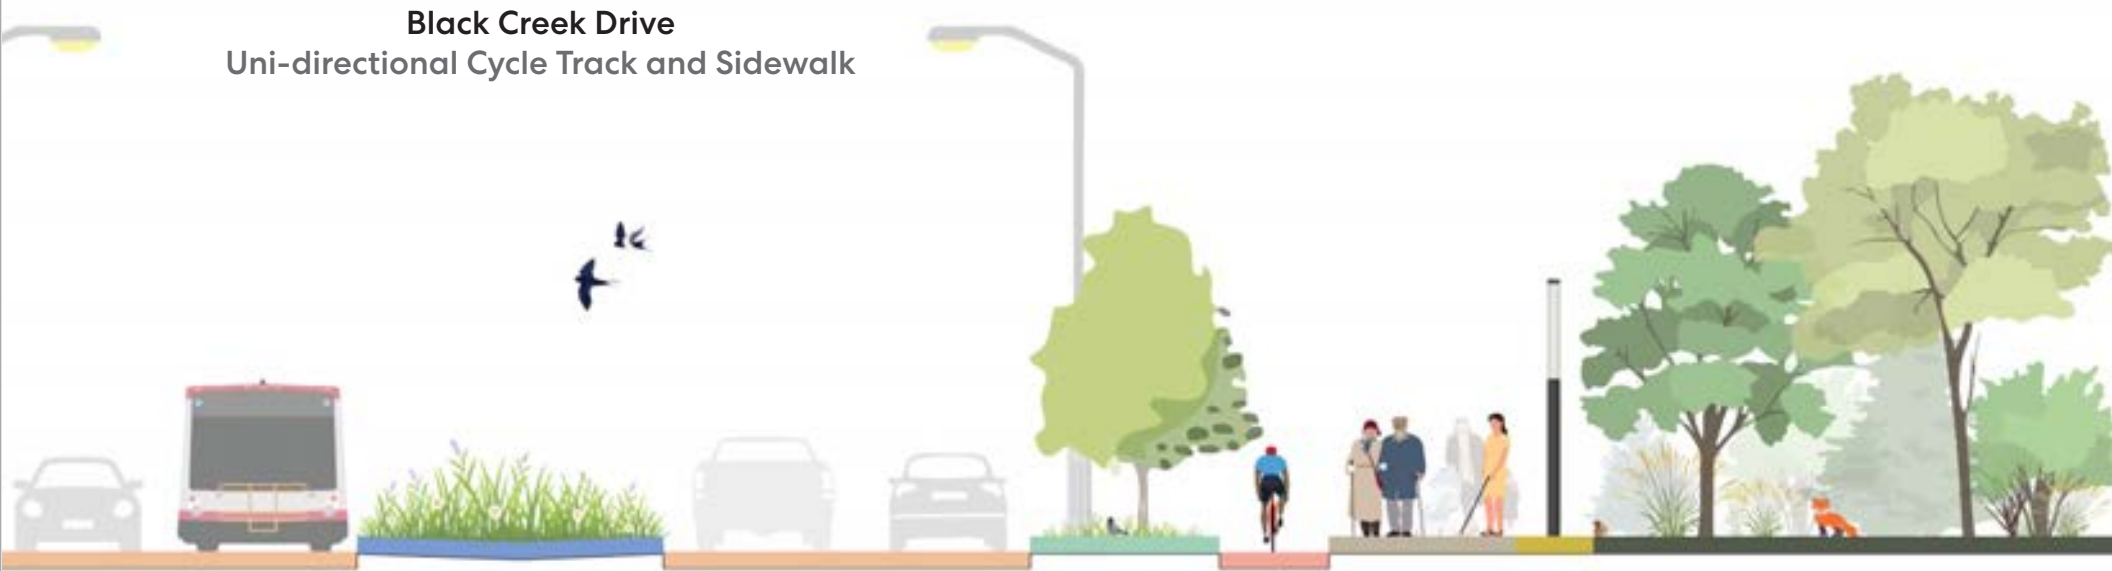 Black Creek Drive
Uni-directional Cycle Track and Sidewalk